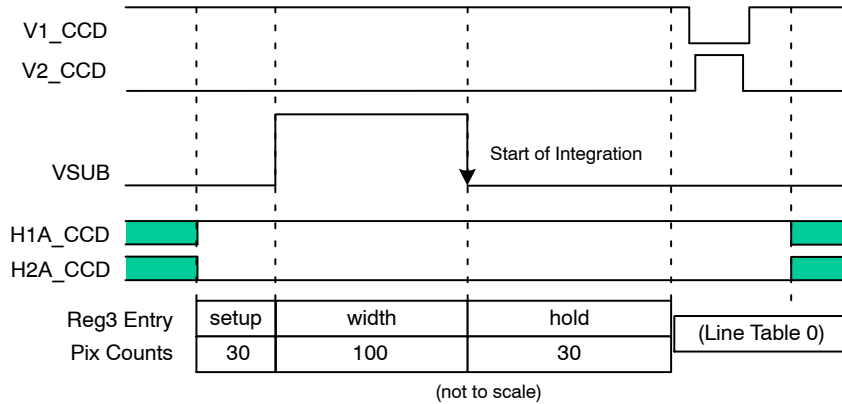 V1_CCD
V2_CCD
VSUB
Start of Integration
H1A_CCD
H2A_CCD
Reg3 Entry setup width hold
Pix Counts 30 100 30
(Line Table 0)
(not to scale)